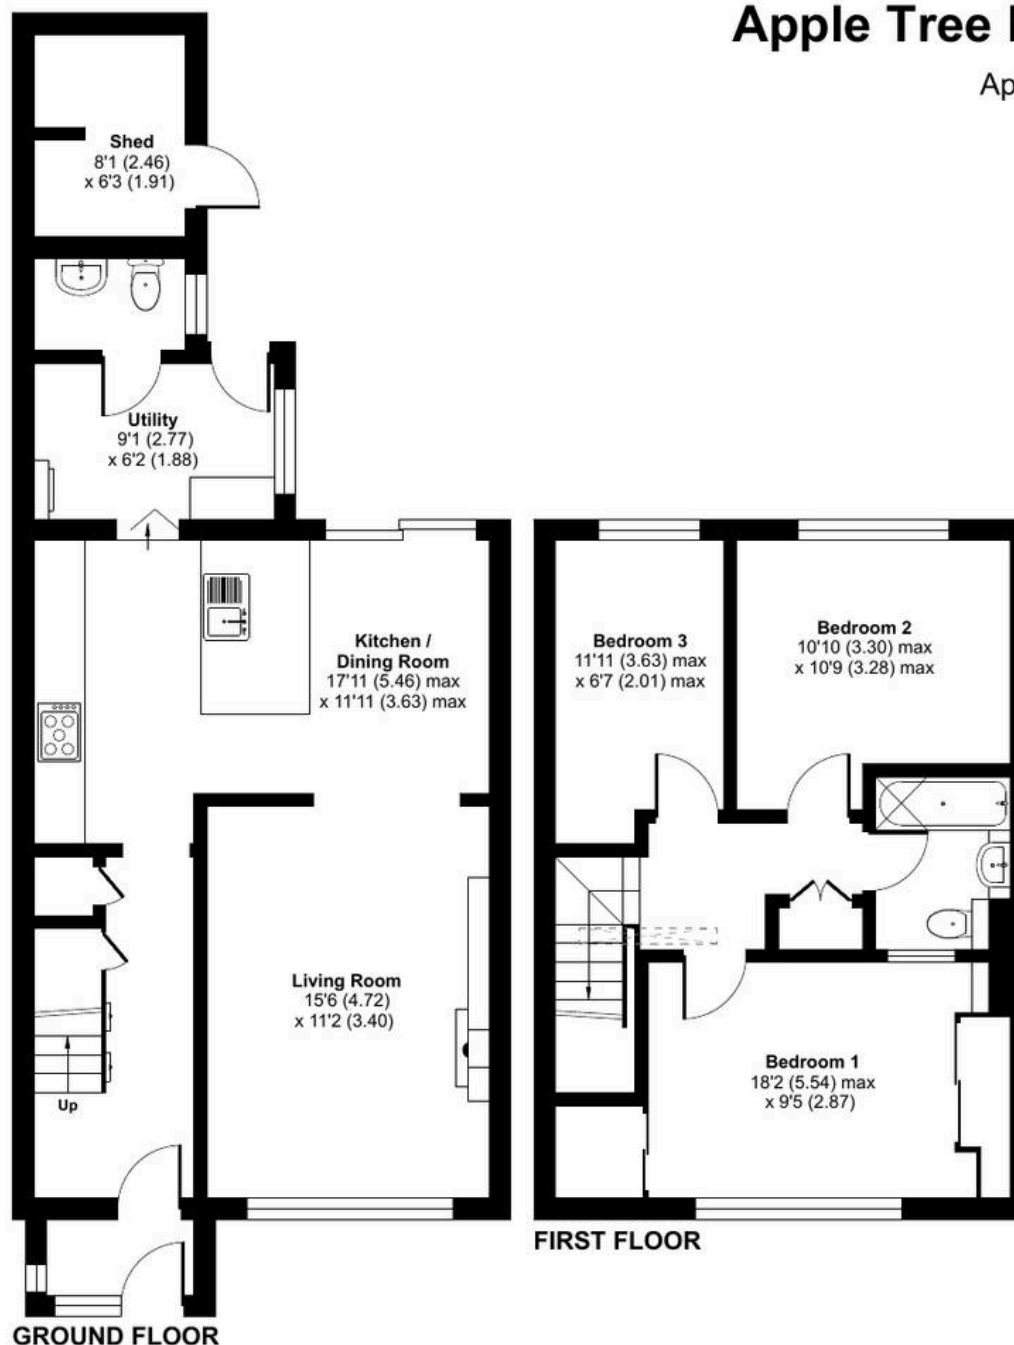 Apple Tree
Ap
Shed
8'1 (2.46)
x 6'3 (1.91)
Utility
9'1 (2.77)
x 6'2 (1.88)
Kitchen /
Dining Room
17'11 (5.46) max
x 11'11 (3.63) max
Bedroom 3
11'11 (3.63) max
x 6'7 (2.01) max
Bedroom 2
10'10 (3.30) max
x 10'9 (3.28) max
Living Room
15'6 (4.72)
x 11'2 (3.40)
Up
Bedroom 1
18'2 (5.54) max
x 9'5 (2.87)
FIRST FLOOR
GROUND FLOOR